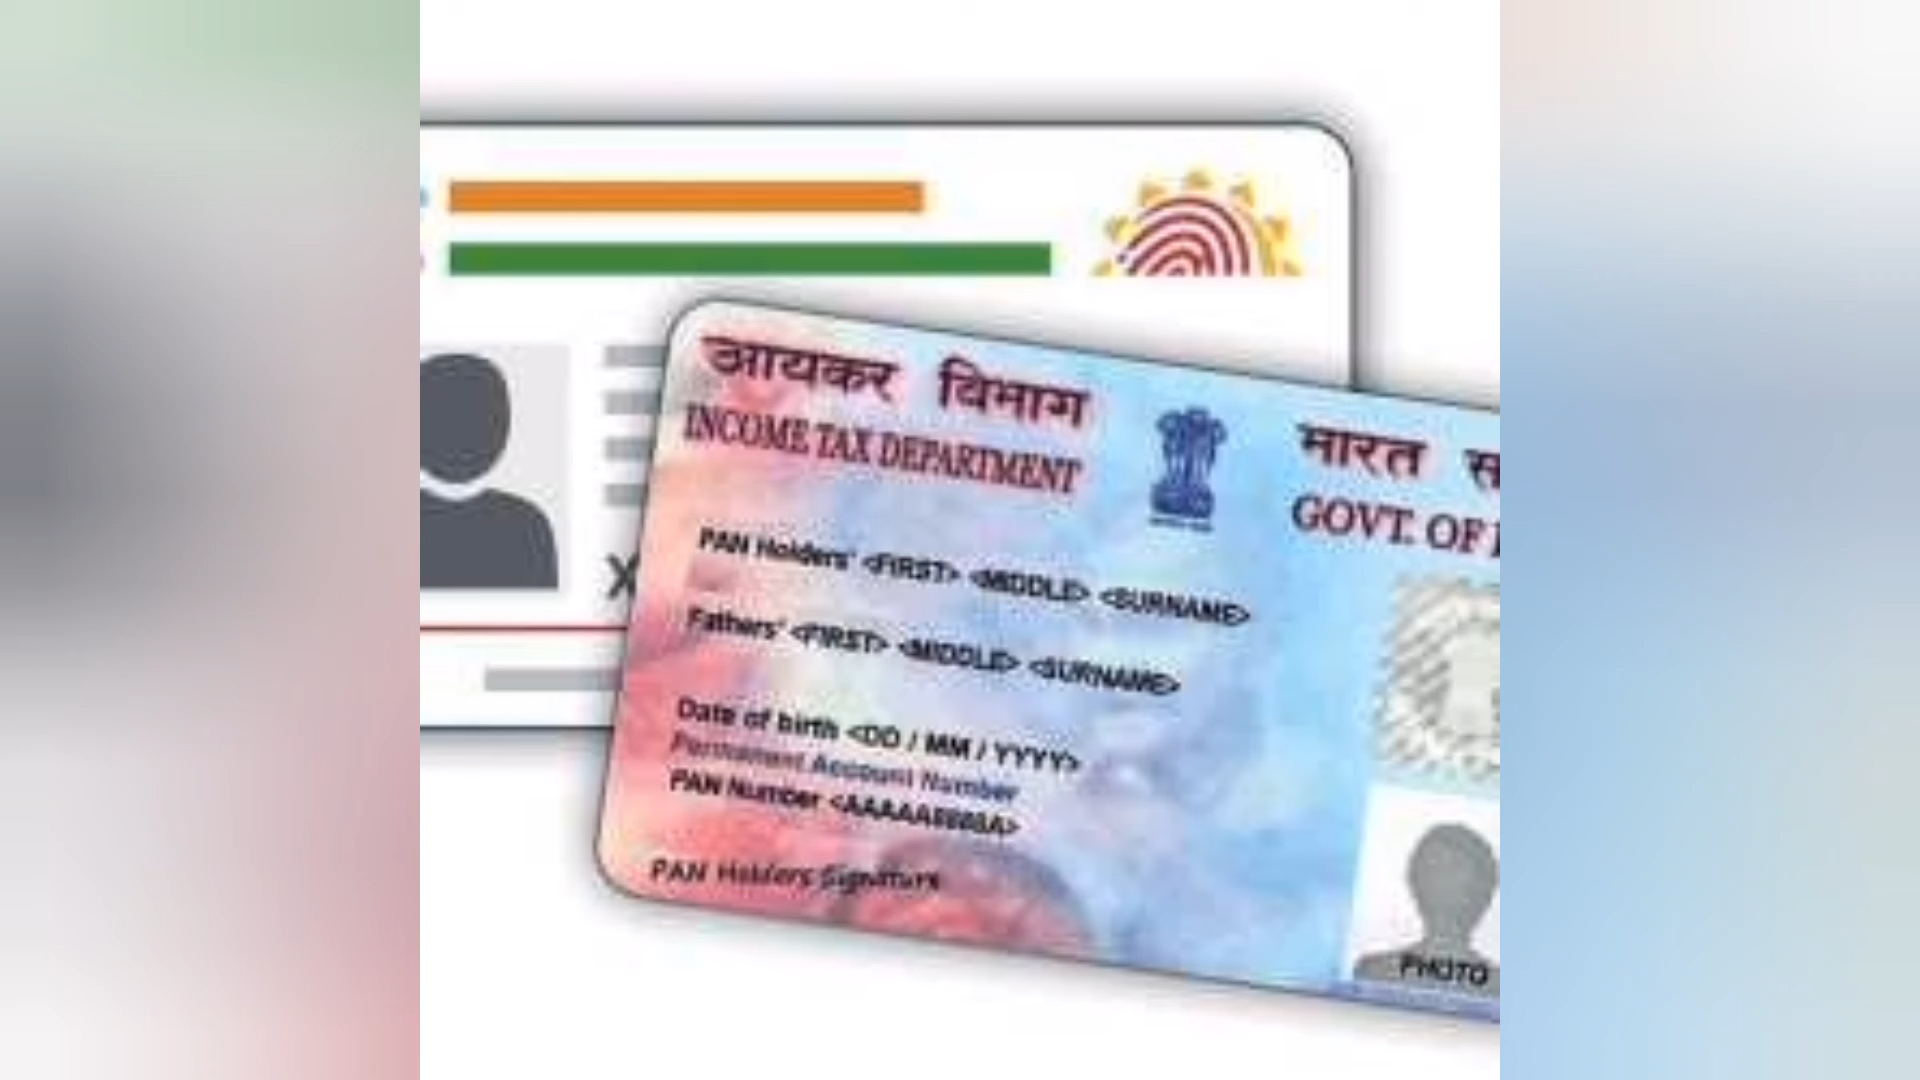 आयकर विभाग
INCOME TAX DEPARTMENT
भारत
GOVT. OF
PAN Holders' <FIRST> <MIDDLE> <SURNAME>
Fathers' <FIRST> <MIDDLE> <SURNAME>
Date of birth <DD / MM / YYYY>
Permanent Account Number
PAN Number
PAN Holders Signature
PHOTO
X